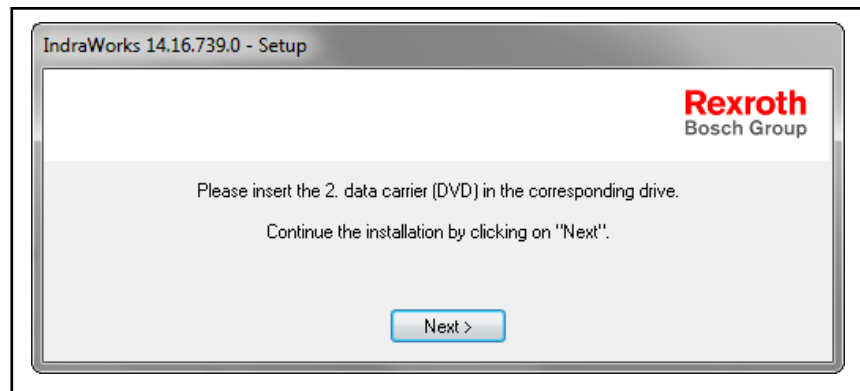 IndraWorks 14.16.739.0 - Setup
Rexroth
Bosch Group
Please insert the 2. data carrier (DVD) in the corresponding drive.
Continue the installation by clicking on "Next".
Next >